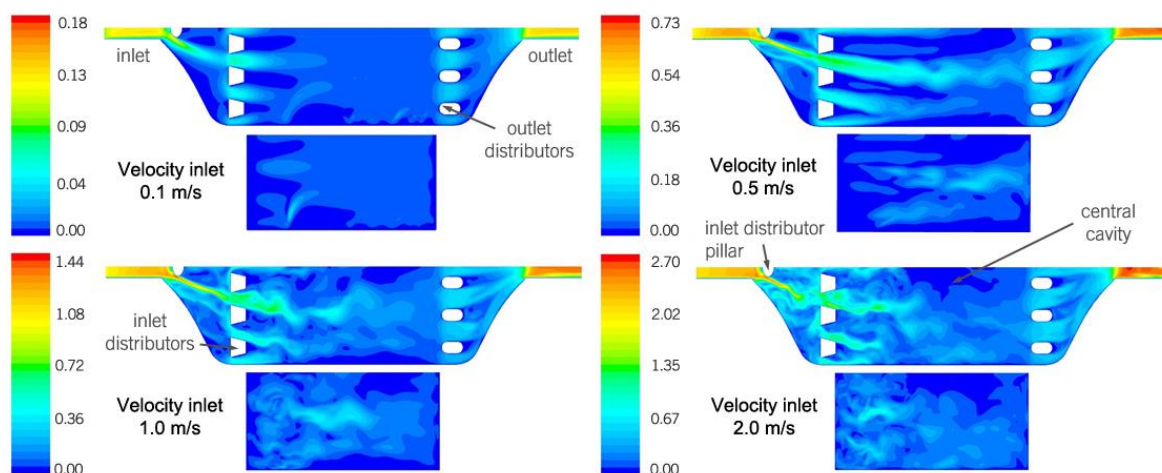 0.18
0.13
0.09
0.04
0.00
inlet
outlet
outlet
distributors
Velocity inlet
0.1 m/s
0.73
0.54
0.36
0.18
0.00
Velocity inlet
0.5 m/s
1.44
1.08
0.72
0.36
0.00
inlet
distributors
Velocity inlet
1.0 m/s
2.70
2.02
1.35
0.67
0.00
inlet distributor
pillar
central
cavity
Velocity inlet
2.0 m/s